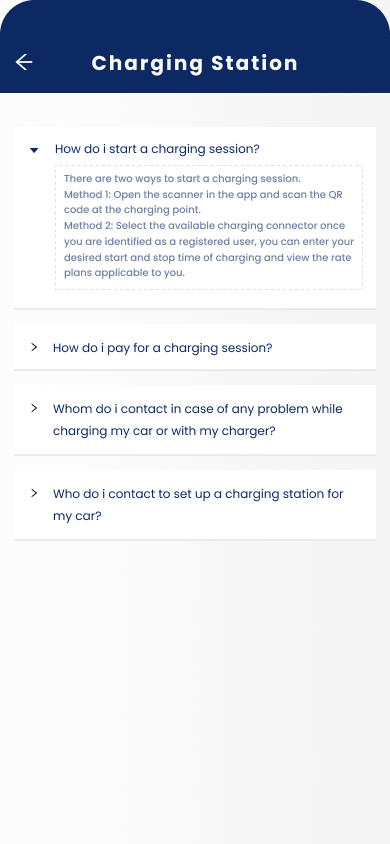 Charging Station
How do i start a charging session?
There are two ways to start a charging session.
Method 1: Open the scanner in the app and scan the QR
code at the charging point.
Method 2: Select the available charging connector once
you are identified as a registered user, you can enter your
desired start and stop time of charging and view the rate
plans applicable to you.
How do i pay for a charging session?
Whom do i contact in case of any problem while
charging my car or with my charger?
Who do i contact to set up a charging station for
my car?